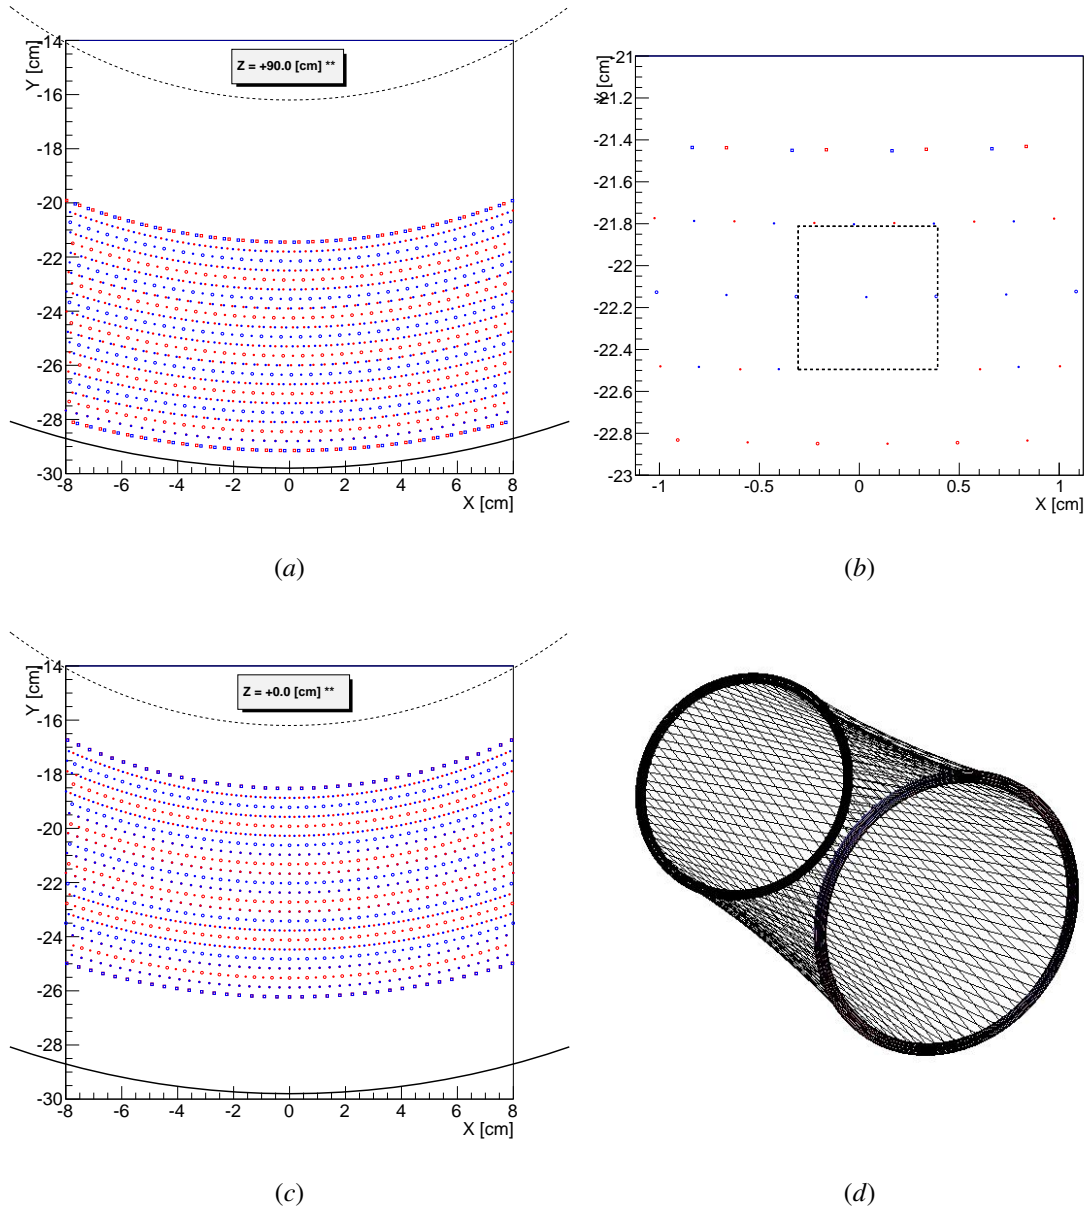 Y [cm]
-14
-16
-18
-20
-22
-24
-26
-28
-30
Z = +90.0 [cm] **
-8 -6 -4 -2 0 2 4 6 8
X [cm]
(a)
X [cm]
-21
-21.2
-21.4
-21.6
-21.8
-22
-22.2
-22.4
-22.6
-22.8
-23
-1 -0.5 0 0.5 1
X [cm]
(b)
Y [cm]
-14
-16
-18
-20
-22
-24
-26
-28
-30
Z = +0.0 [cm] **
-8 -6 -4 -2 0 2 4 6 8
X [cm]
(c)
(d)